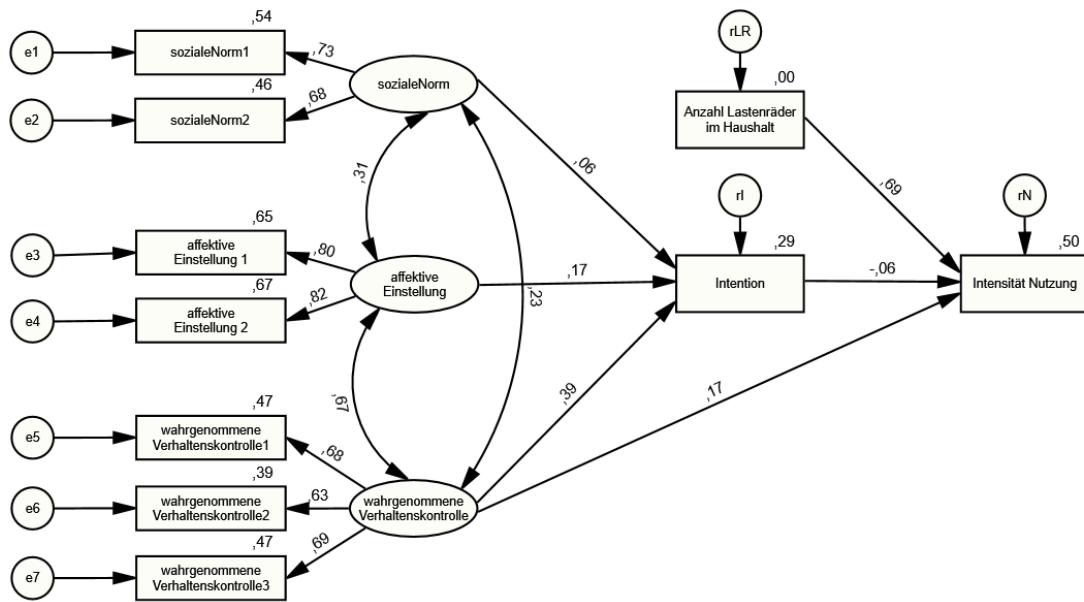 ,54
e1
sozialeNorm1
,73
sozialeNorm
,46
e2
sozialeNorm2
,68
rLR
,00
Anzahl Lastenräder
im Haushalt
,31
,06
,69
,65
e3
affektive
Einstellung 1
,80
affektive
Einstellung
,67
e4
affektive
Einstellung 2
,82
,17
,23
rI
,29
Intention
-,06
rN
,50
Intensität Nutzung
,67
,39
,17
,47
e5
wahrgenommene
Verhaltenskontrolle1
,68
,39
e6
wahrgenommene
Verhaltenskontrolle2
,63
wahrgenommene
Verhaltenskontrolle
,47
e7
wahrgenommene
Verhaltenskontrolle3
,69